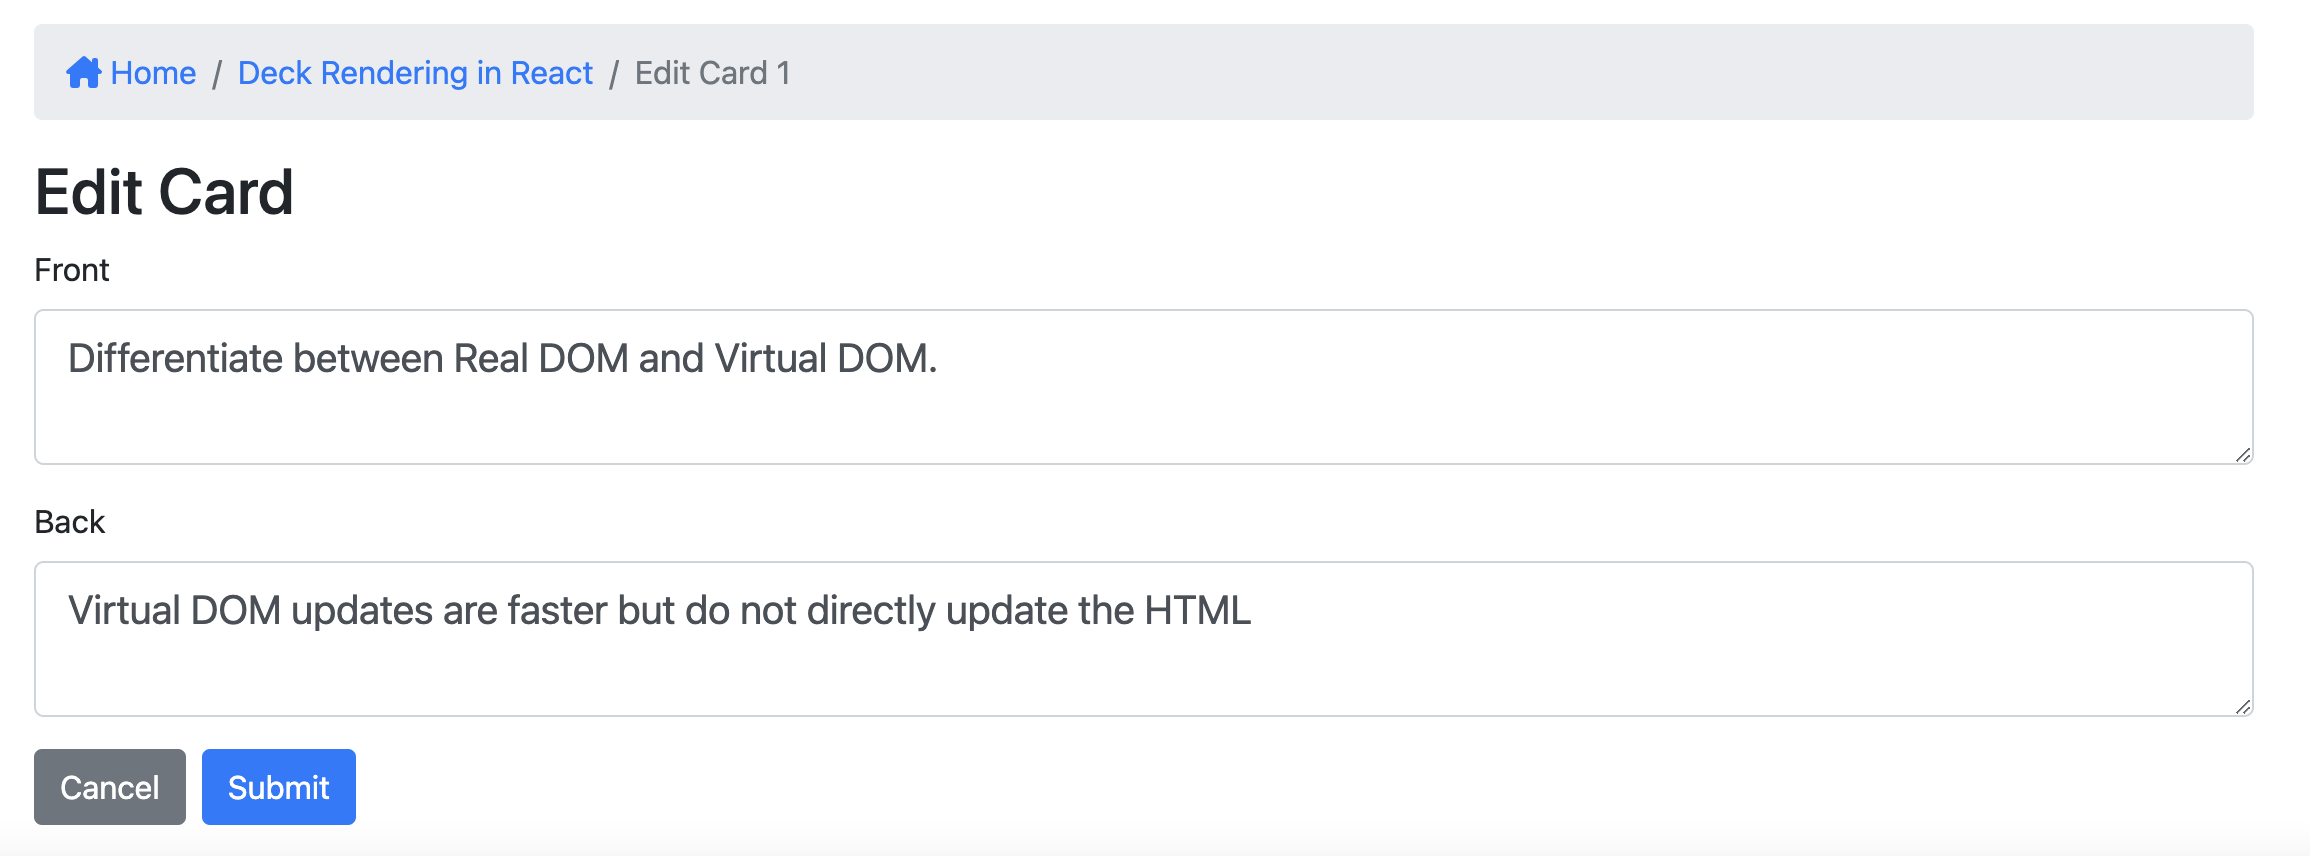 Home / Deck Rendering in React / Edit Card 1
Edit Card
Front
Differentiate between Real DOM and Virtual DOM.
Back
Virtual DOM updates are faster but do not directly update the HTML
Cancel Submit